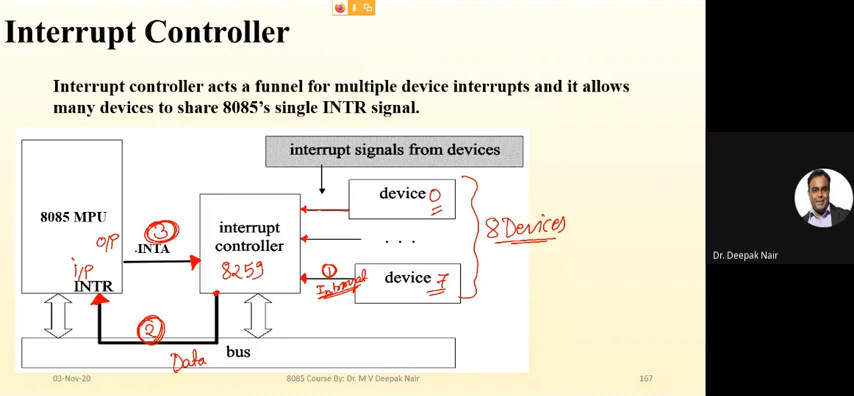 Interrupt Controller
Interrupt controller acts a funnel for multiple device interrupts and it allows
many devices to share 8085's single INTR signal.
interrupt signals from devices
8085 MPU
O/P
3
INTA
i/P
INTR
interrupt
controller
8259
device 0
. . .
1
Interrupt
device 7
8 Devices
2
Data
bus
03-Nov-20
8085 Course By: Dr. M V Deepak Nair
167
Dr. Deepak Nair